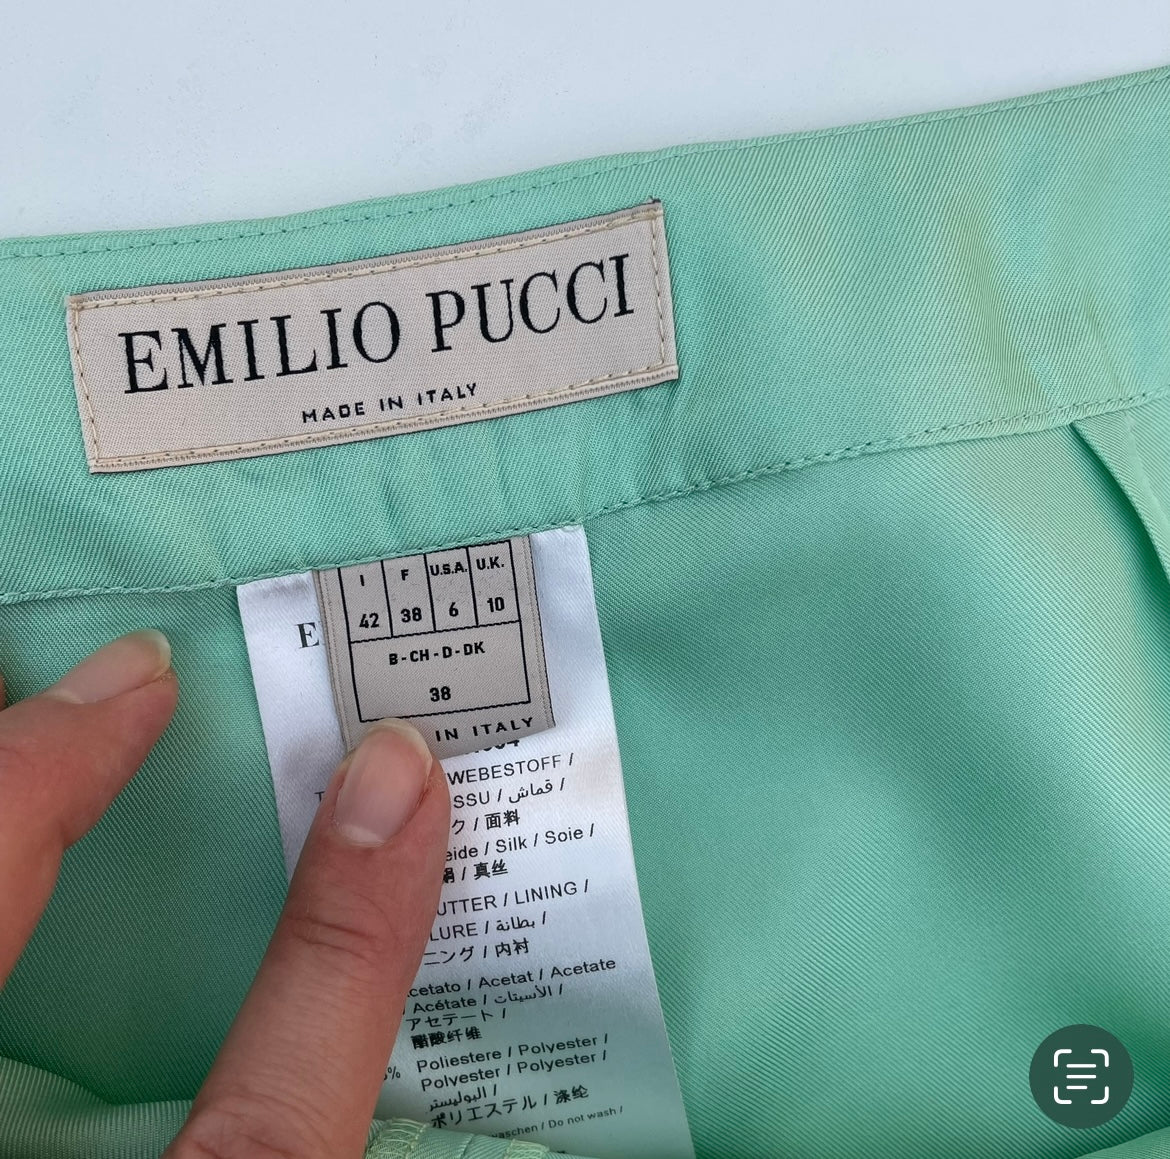 EMILIO PUCCI
MADE IN ITALY
I F U.S.A. U.K.
42 38 6 10
B-CH-D-DK
38
IN ITALY
E
WEBESTOFF /
SSU / قماش /
ク / 面料
eide / Silk / Soie /
絹 / 真丝
UTTER / LINING /
LURE / بطانة /
ニング / 内衬
cetato / Acetat / Acetate
/ Acétate / الأسيتات /
アセテート /
醋酸纤维
% Poliestere / Polyester /
Polyester / Polyester /
البوليستر /
ポリエステル / 涤纶
waschen / Do not wash /